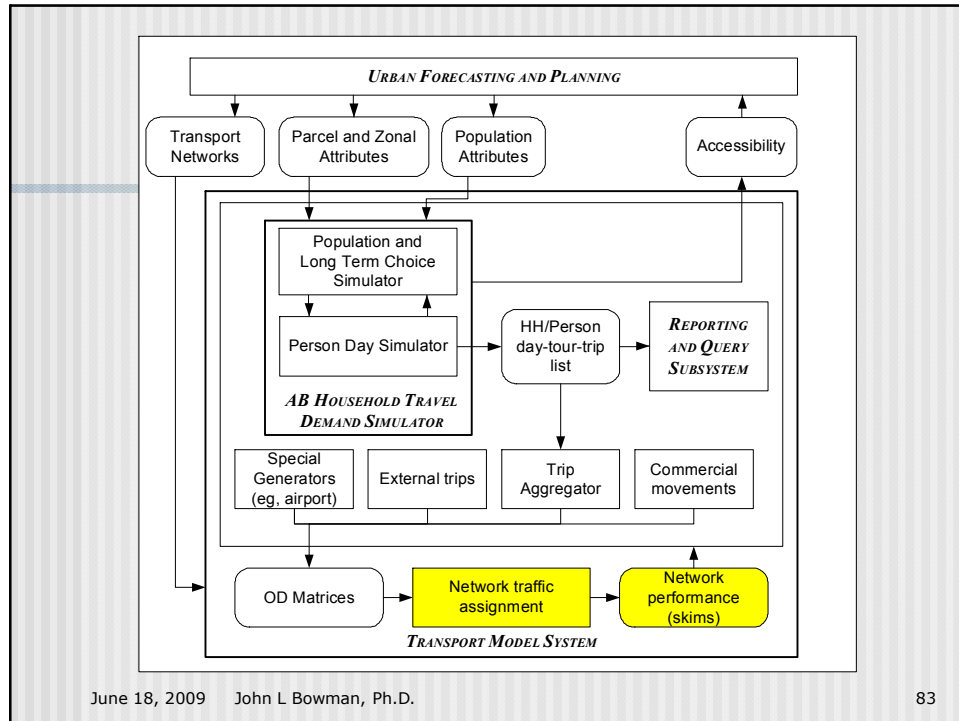 URBAN FORECASTING AND PLANNING
Transport
Networks
Parcel and Zonal
Attributes
Population
Attributes
Accessibility
Population and
Long Term Choice
Simulator
Person Day Simulator
AB HOUSEHOLD TRAVEL
DEMAND SIMULATOR
HH/Person
day-tour-trip
list
REPORTING
AND QUERY
SUBSYSTEM
Special
Generators
(eg, airport)
External trips
Trip
Aggregator
Commercial
movements
OD Matrices
Network traffic
assignment
Network
performance
(skims)
TRANSPORT MODEL SYSTEM
June 18, 2009 John L Bowman, Ph.D. 83